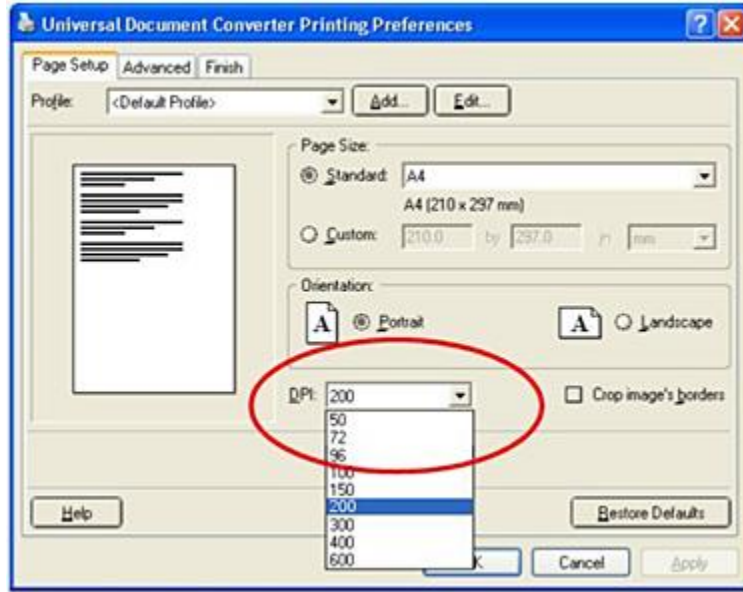 Universal Document Converter Printing Preferences
Page Setup Advanced Finish
Profile: <Default Profile> Add... Edit...
Page Size:
Standard: A4
A4 (210 x 297 mm)
Custom: 210.0 by 297.0 in mm
Orientation:
A Portrait A Landscape
DPI: 200 Crop image's borders
50
72
96
100
150
200
300
400
600
Help Restore Defaults
K Cancel Apply